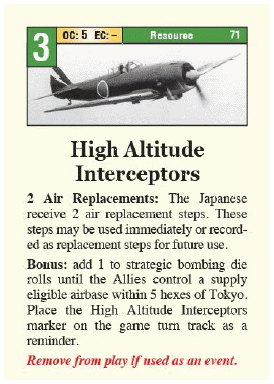 3 OC: 5 EC: – Resource 71
High Altitude
Interceptors
2 Air Replacements: The Japanese
receive 2 air replacement steps. These
steps may be used immediately or record-
ed as replacement steps for future use.
Bonus: add 1 to strategic bombing die
rolls until the Allies control a supply
eligible airbase within 5 hexes of Tokyo.
Place the High Altitude Interceptors
marker on the game turn track as a
reminder.
Remove from play if used as an event.